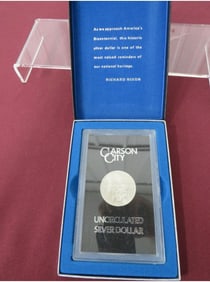 As we approach America's
Bicentennial, this historic
silver dollar is one of the
most valued reminders of
our national heritage.
RICHARD NIXON
CARSON
CITY
UNCIRCULATED
SILVER DOLLAR